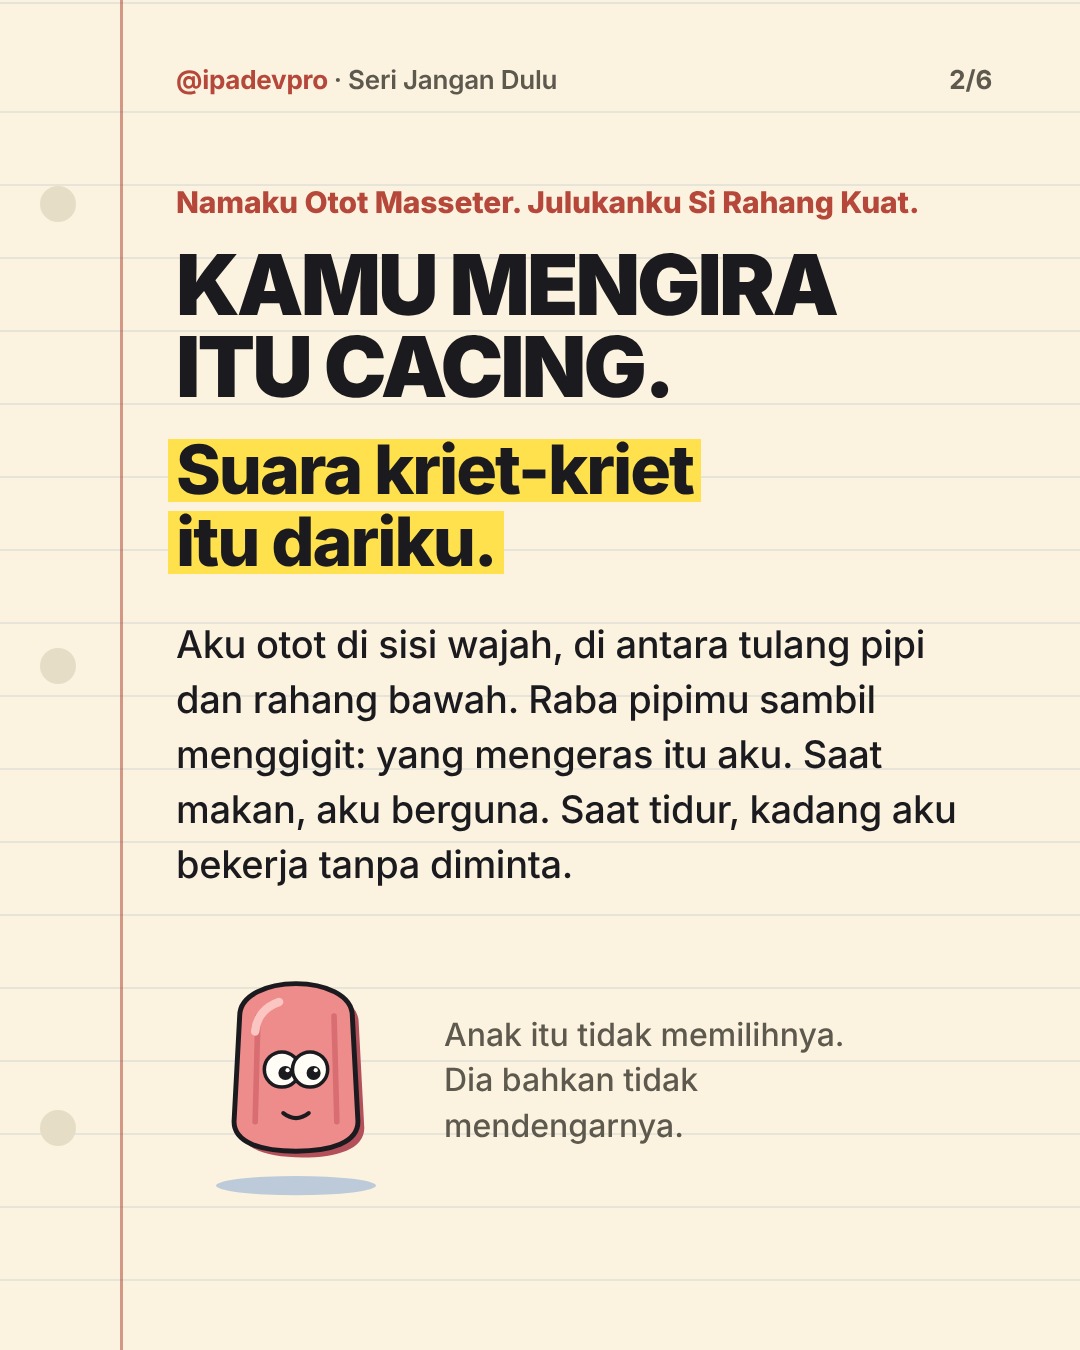 @ipadevpro · Seri Jangan Dulu 2/6
Namaku Otot Masseter. Julukanku Si Rahang Kuat.
KAMU MENGIRA
ITU CACING.
Suara kriet-kriet
itu dariku.
Aku otot di sisi wajah, di antara tulang pipi
dan rahang bawah. Raba pipimu sambil
menggigit: yang mengeras itu aku. Saat
makan, aku berguna. Saat tidur, kadang aku
bekerja tanpa diminta.
Anak itu tidak memilihnya.
Dia bahkan tidak
mendengarnya.